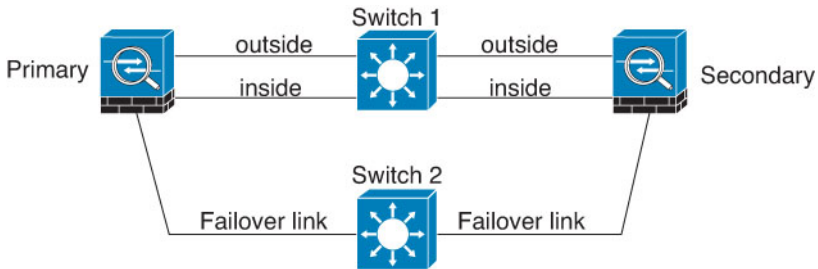 Switch 1
outside
outside
Primary
Secondary
inside
inside
Switch 2
Failover link
Failover link